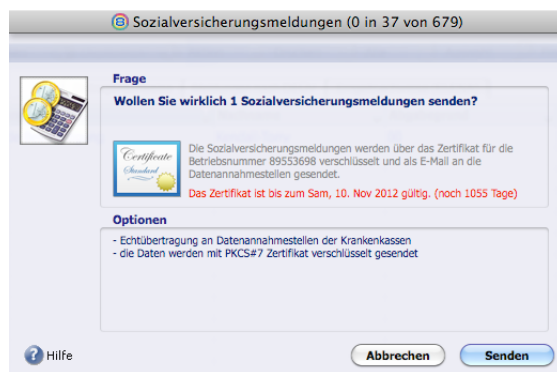 Sozialversicherungsmeldungen (0 in 37 von 679)
Frage
Wollen Sie wirklich 1 Sozialversicherungsmeldungen senden?
Certificate
Standard
Die Sozialversicherungsmeldungen werden über das Zertifikat für die
Betriebsnummer 89553698 verschlüsselt und als E-Mail an die
Datenannahmestellen gesendet.
Das Zertifikat ist bis zum Sam, 10. Nov 2012 gültig. (noch 1055 Tage)
Optionen
- Echtübertragung an Datenannahmestellen der Krankenkassen
- die Daten werden mit PKCS#7 Zertifikat verschlüsselt gesendet
? Hilfe
Abbrechen
Senden